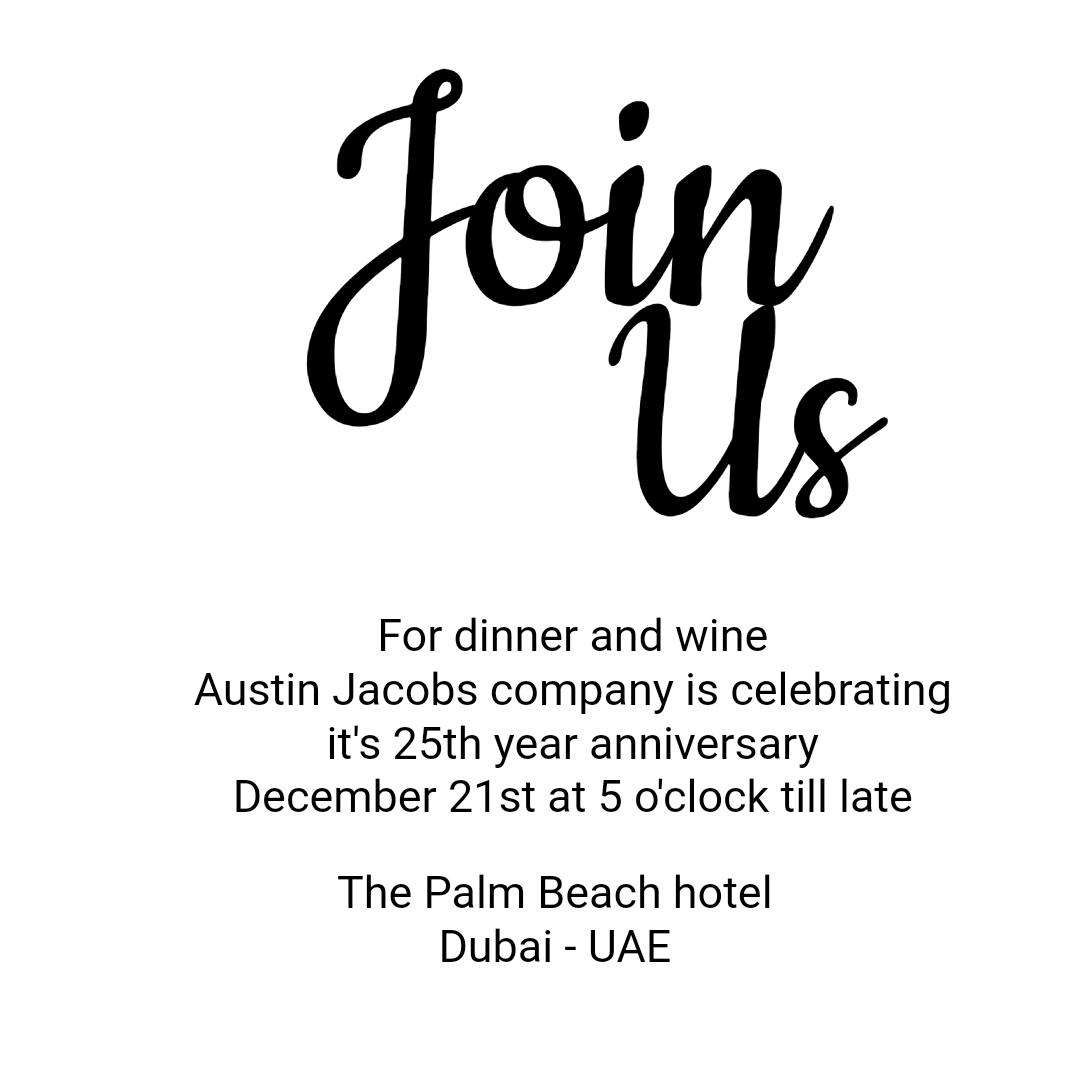 Join
Us
For dinner and wine
Austin Jacobs company is celebrating
it's 25th year anniversary
December 21st at 5 o'clock till late
The Palm Beach hotel
Dubai - UAE